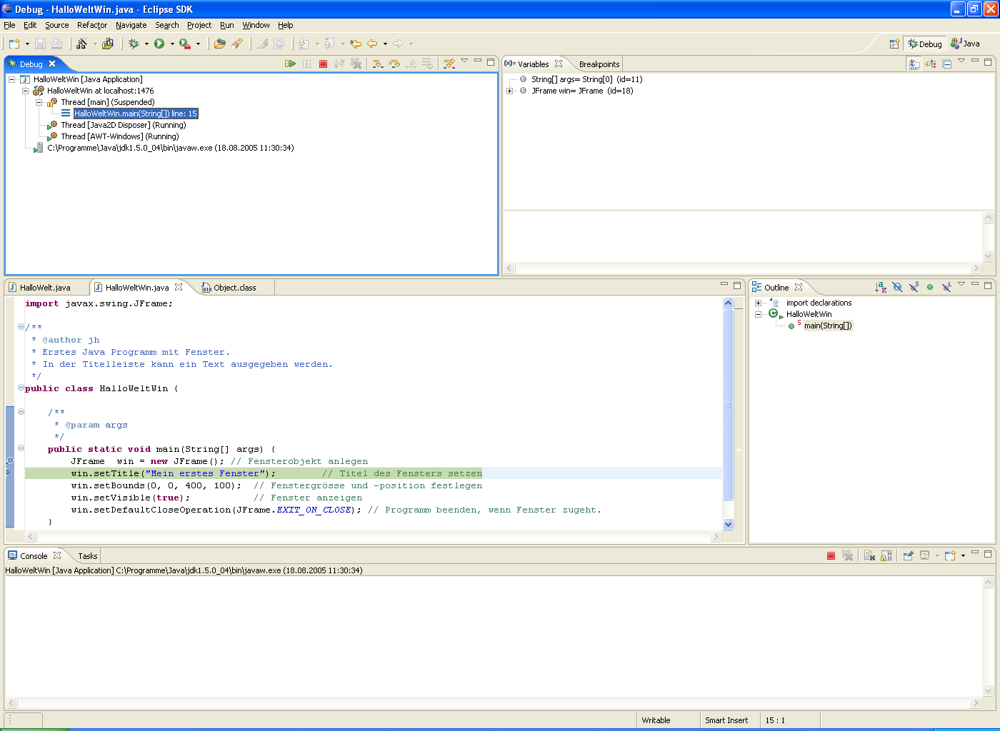 Debug - HalloWeltWin.java - Eclipse SDK
File Edit Source Refactor Navigate Search Project Run Window Help
Debug Java
Debug
HalloWeltWin [Java Application]
HalloWeltWin at localhost:1476
Thread [main] (Suspended)
HalloWeltWin.main(String[]) line: 15
Thread [Java2D Disposer] (Running)
Thread [AWT-Windows] (Running)
C:\Programme\Java\jdk1.5.0_04\bin\javaw.exe (18.08.2005 11:30:34)
(x)= Variables Breakpoints
String[] args= String[0] (id=11)
JFrame win= JFrame (id=18)
HalloWelt.java HalloWeltWin.java Object.class
import javax.swing.JFrame;
/**
* @author jh
* Erstes Java Programm mit Fenster.
* In der Titelleiste kann ein Text ausgegeben werden.
*/
public class HalloWeltWin {
/**
* @param args
*/
public static void main(String[] args) {
JFrame win = new JFrame(); // Fensterobjekt anlegen
win.setTitle("Mein erstes Fenster"); // Titel des Fensters setzen
win.setBounds(0, 0, 400, 100); // Fenstergrösse und -position festlegen
win.setVisible(true); // Fenster anzeigen
win.setDefaultCloseOperation(JFrame.EXIT_ON_CLOSE); // Programm beenden, wenn Fenster zugeht.
}
Outline
import declarations
HalloWeltWin
main(String[])
Console Tasks
HalloWeltWin [Java Application] C:\Programme\Java\jdk1.5.0_04\bin\javaw.exe (18.08.2005 11:30:34)
Writable Smart Insert 15 : 1